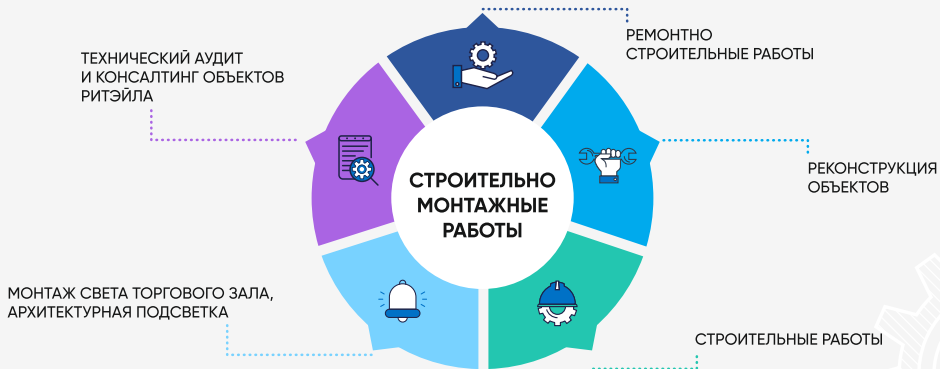 ТЕХНИЧЕСКИЙ АУДИТ
И КОНСАЛТИНГ ОБЪЕКТОВ
РИТЭЙЛА
РЕМОНТНО
СТРОИТЕЛЬНЫЕ РАБОТЫ
СТРОИТЕЛЬНО
МОНТАЖНЫЕ
РАБОТЫ
РЕКОНСТРУКЦИЯ
ОБЪЕКТОВ
МОНТАЖ СВЕТА ТОРГОВОГО ЗАЛА,
АРХИТЕКТУРНАЯ ПОДСВЕТКА
СТРОИТЕЛЬНЫЕ РАБОТЫ